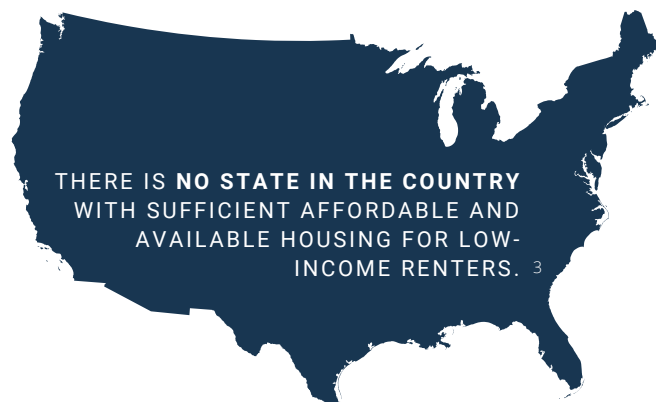 THERE IS NO STATE IN THE COUNTRY
WITH SUFFICIENT AFFORDABLE AND
AVAILABLE HOUSING FOR LOW-
INCOME RENTERS. 3